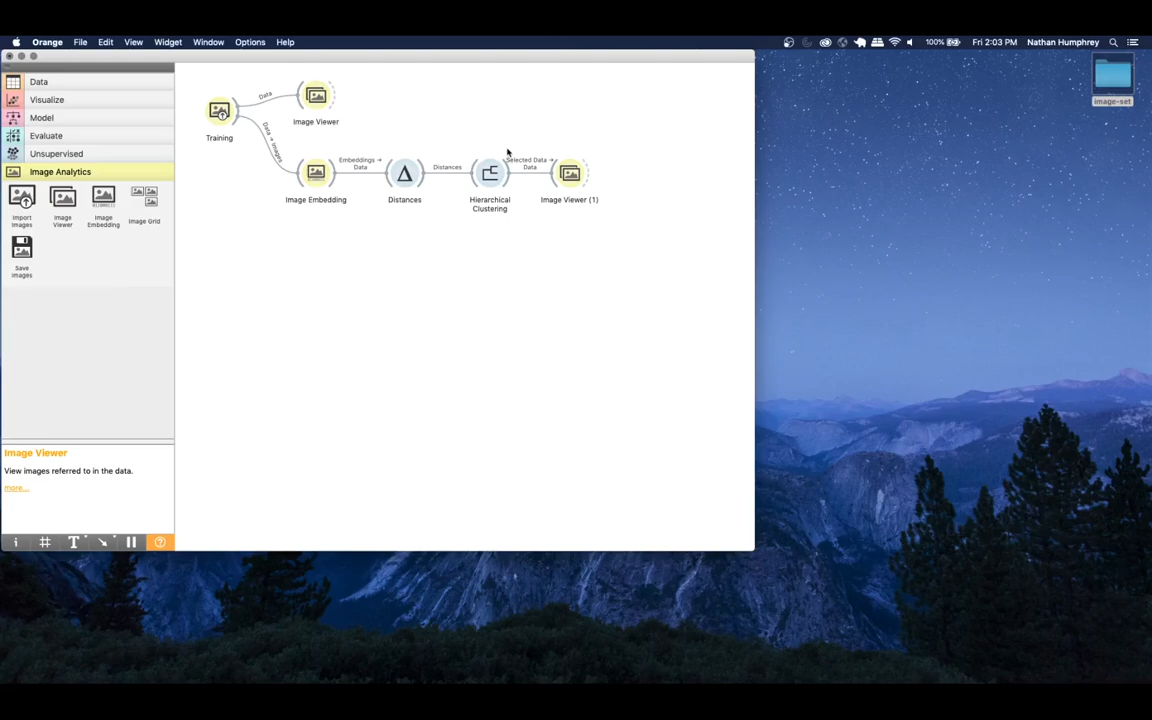 Orange File Edit View Widget Window Options Help 100% Fri 2:03 PM Nathan Humphrey
image-set
Data
Visualize
Model
Evaluate
Unsupervised
Image Analytics
Import
Images
Image
Viewer
Image
Embedding
Image Grid
Save
Images
Training
Data
Data → Images
Image Viewer
Image Embedding
Embeddings →
Data
Distances
Distances
Hierarchical
Clustering
Selected Data →
Data
Image Viewer (1)
Image Viewer
View images referred to in the data.
more...